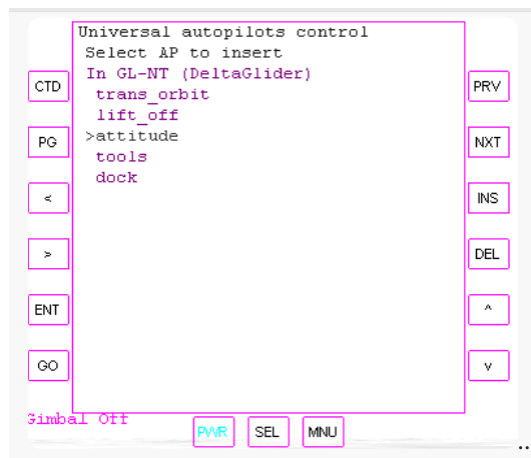 Universal autopilots control
Select AP to insert
In GL-NT (DeltaGlider)
trans_orbit
lift_off
>attitude
tools
dock
CTD
PG
<
>
ENT
GO
PRV
NXT
INS
DEL
^
v
Gimbal Off
PWR
SEL
MNU
..